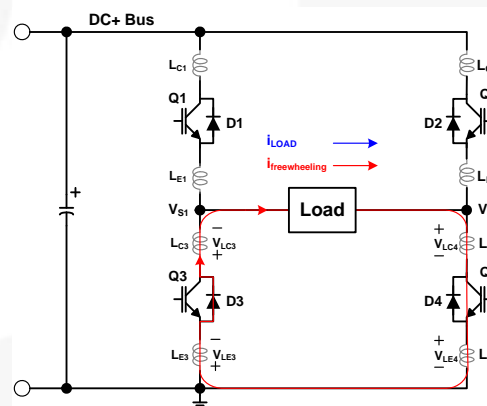 DC+ Bus
LC1
Q1
D1
D2
Q
iLOAD
ifreewheeling
LE1
VS1
Load
V
LC3
−
VLC3
+
+
VLC4
−
Q3
D3
D4
Q
LE3
−
VLE3
+
+
VLE4
−
+